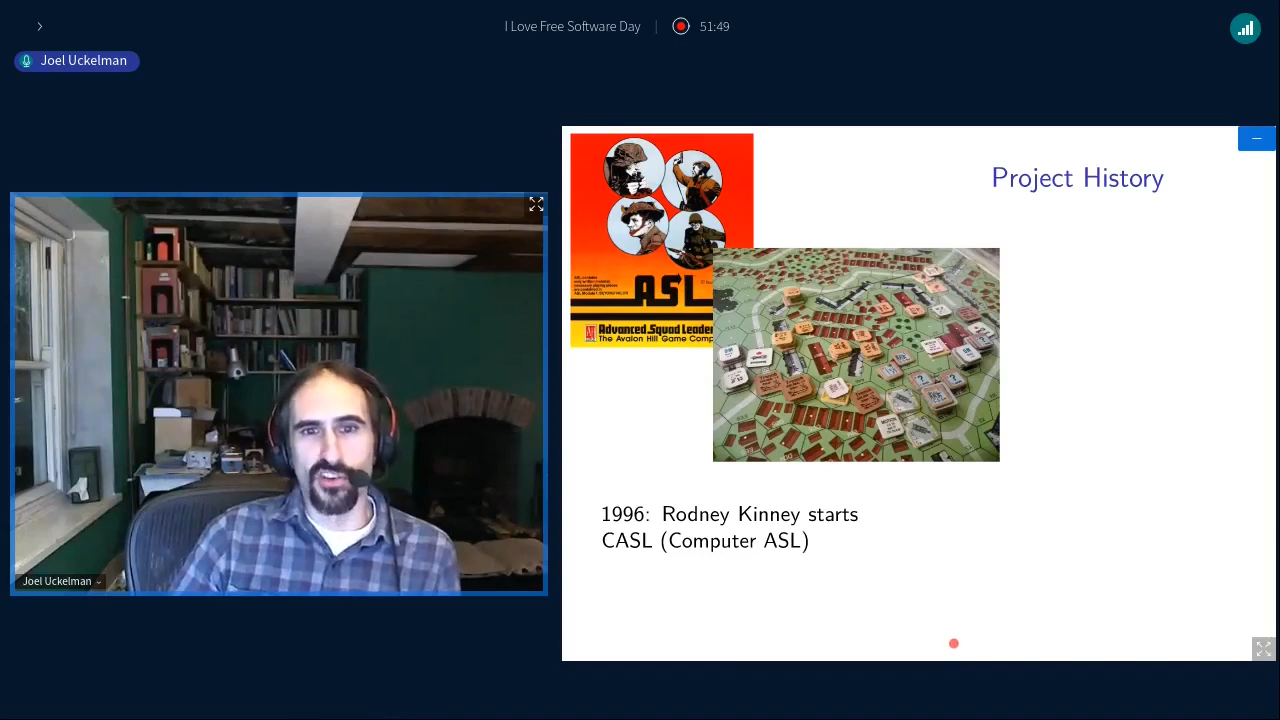 I Love Free Software Day
51:49
Joel Uckelman
Joel Uckelman
Project History
ASL
Advanced Squad Leader
The Avalon Hill Game Comp
1996: Rodney Kinney starts
CASL (Computer ASL)